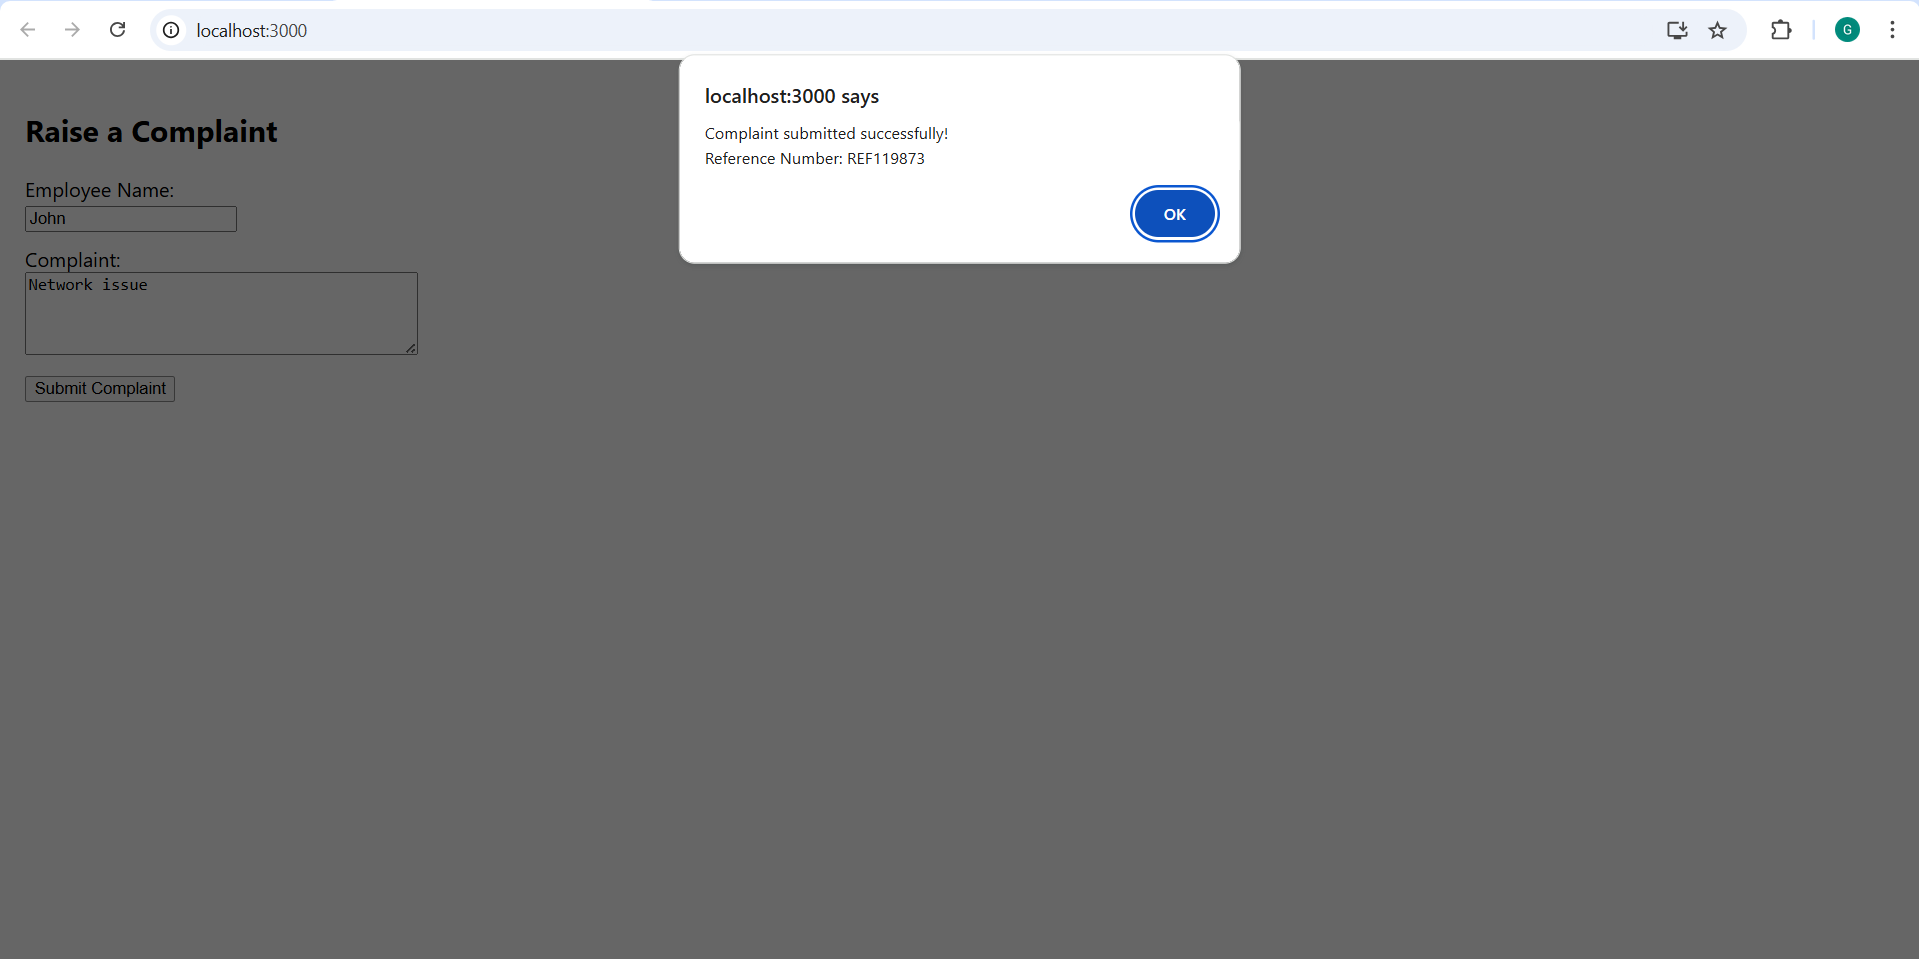 localhost:3000
G
localhost:3000 says
Complaint submitted successfully!
Reference Number: REF119873
OK
Raise a Complaint
Employee Name:
John
Complaint:
Network issue
Submit Complaint